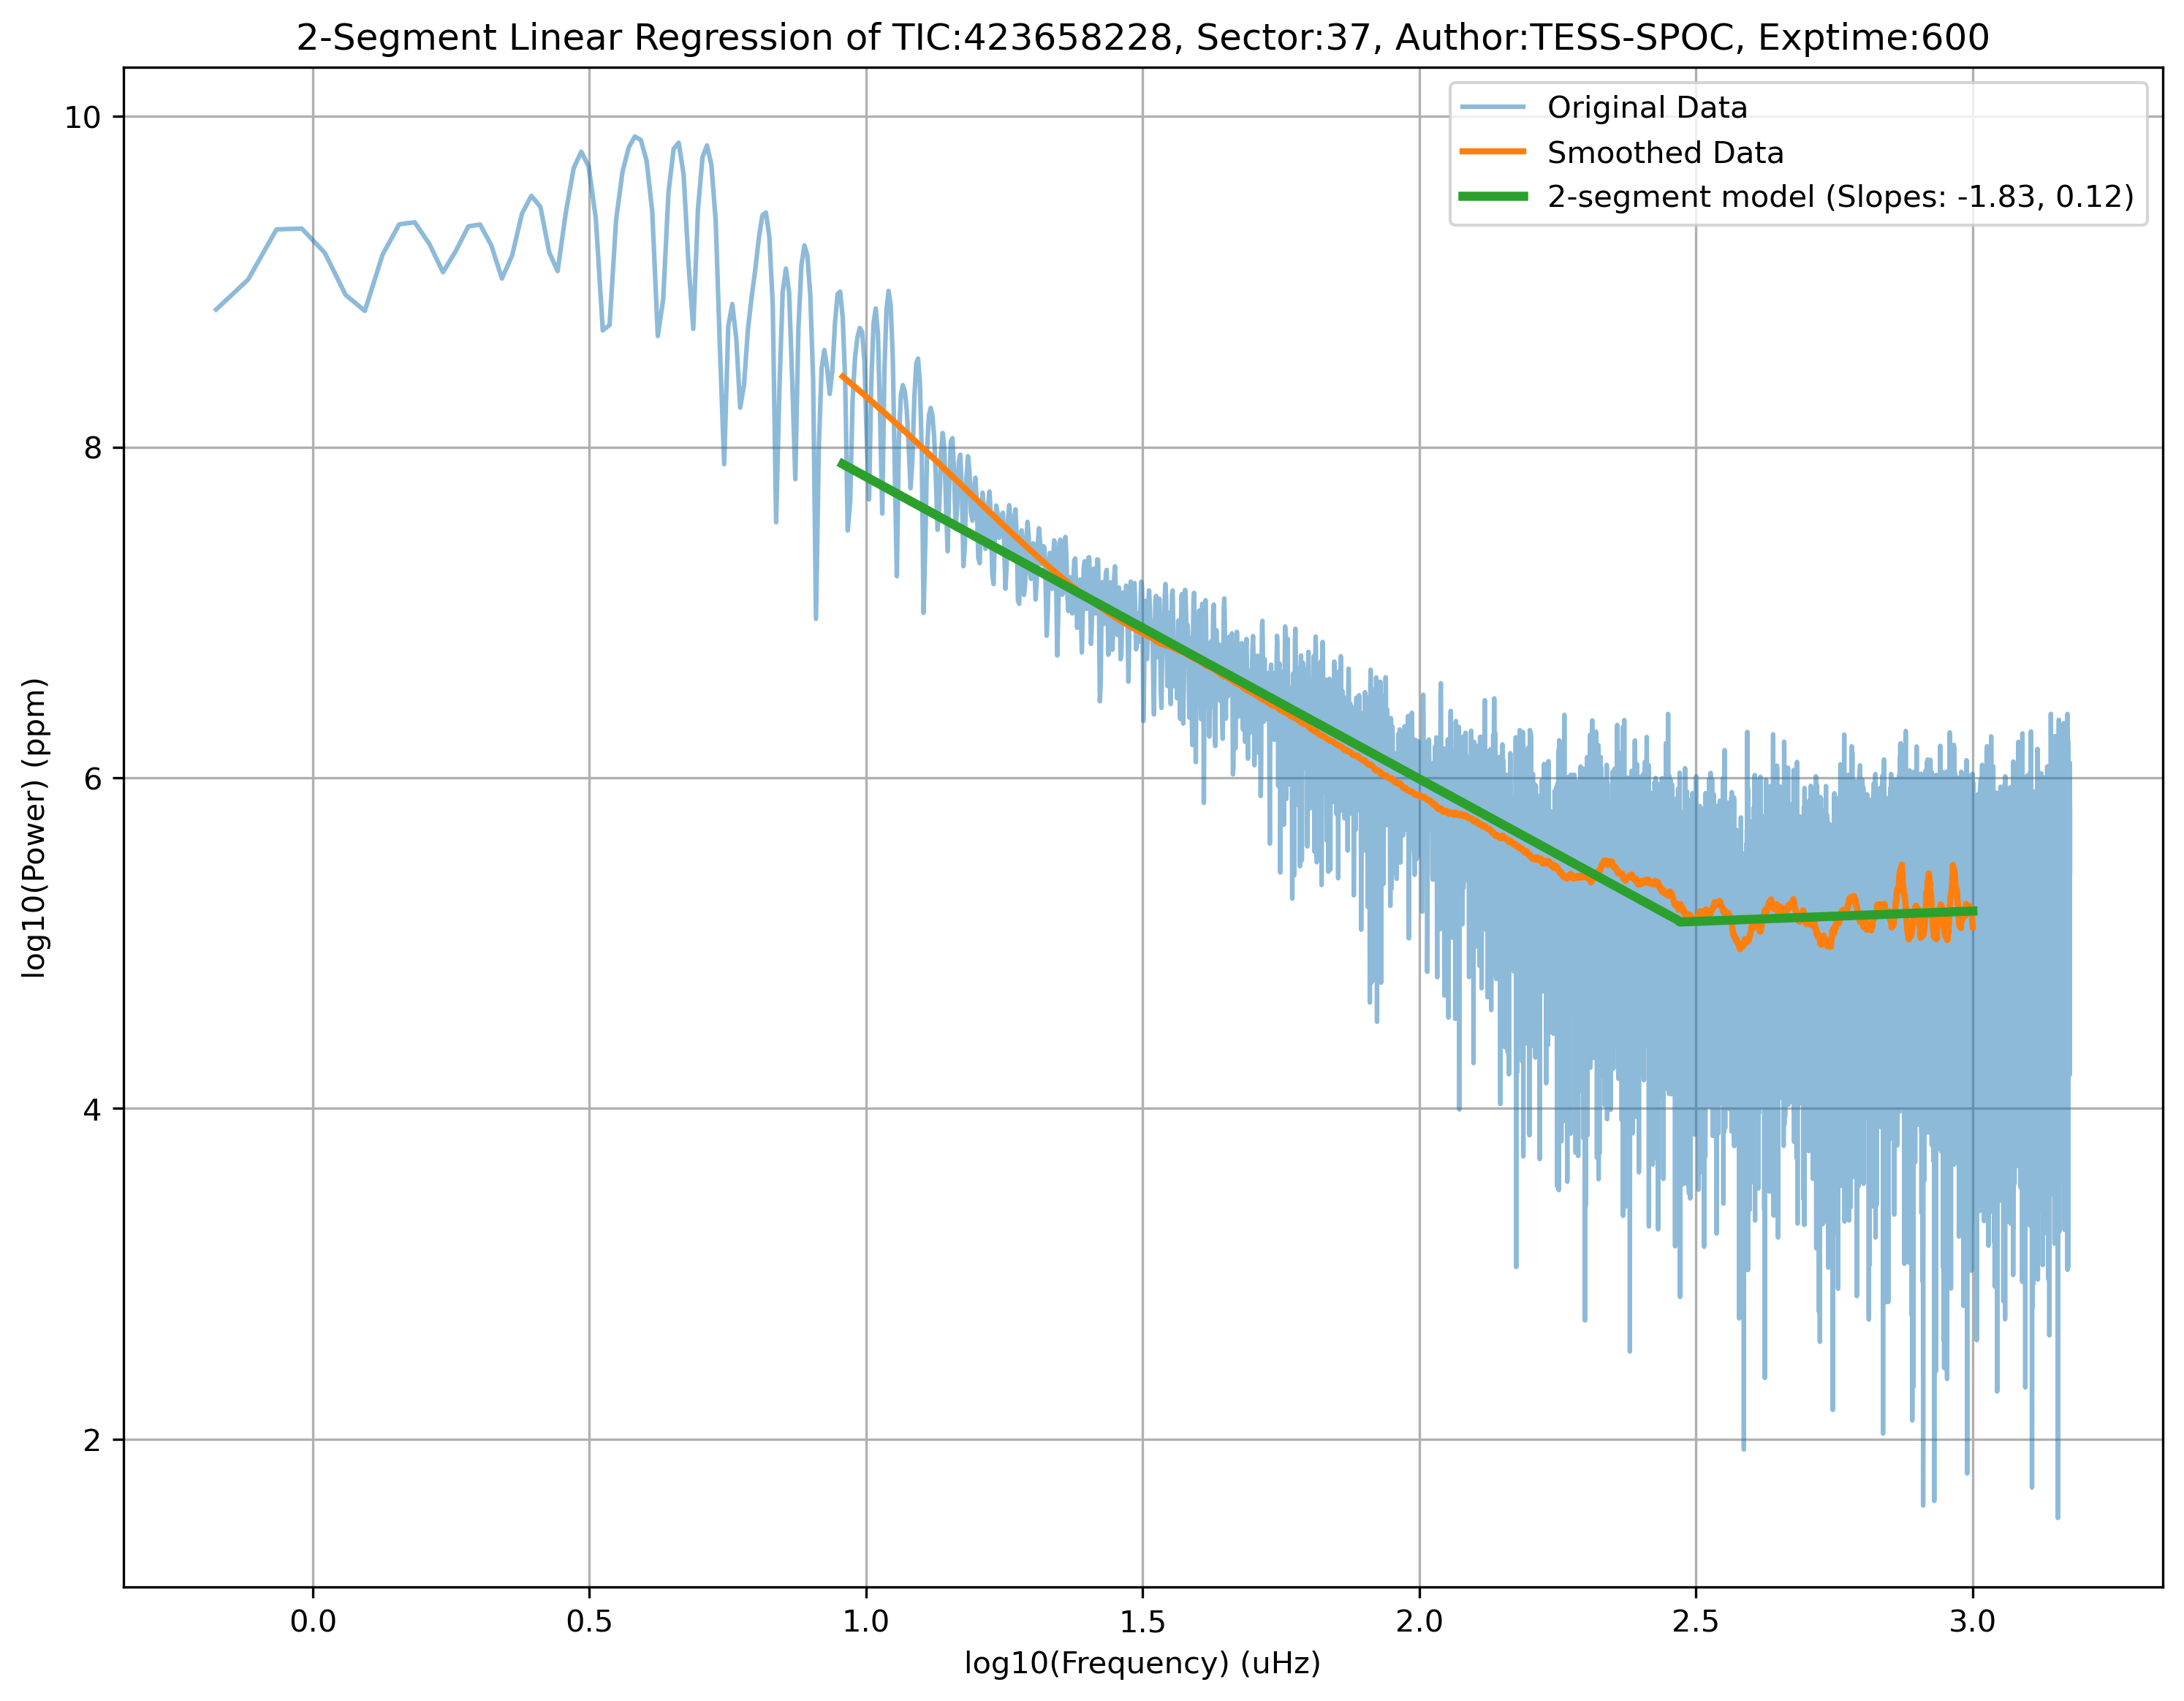 2-Segment Linear Regression of TIC:423658228, Sector:37, Author:TESS-SPOC, Exptime:600
Original Data
Smoothed Data
2-segment model (Slopes: -1.83, 0.12)
log10(Power) (ppm)
10
8
6
4
2
0.0 0.5 1.0 1.5 2.0 2.5 3.0
log10(Frequency) (uHz)